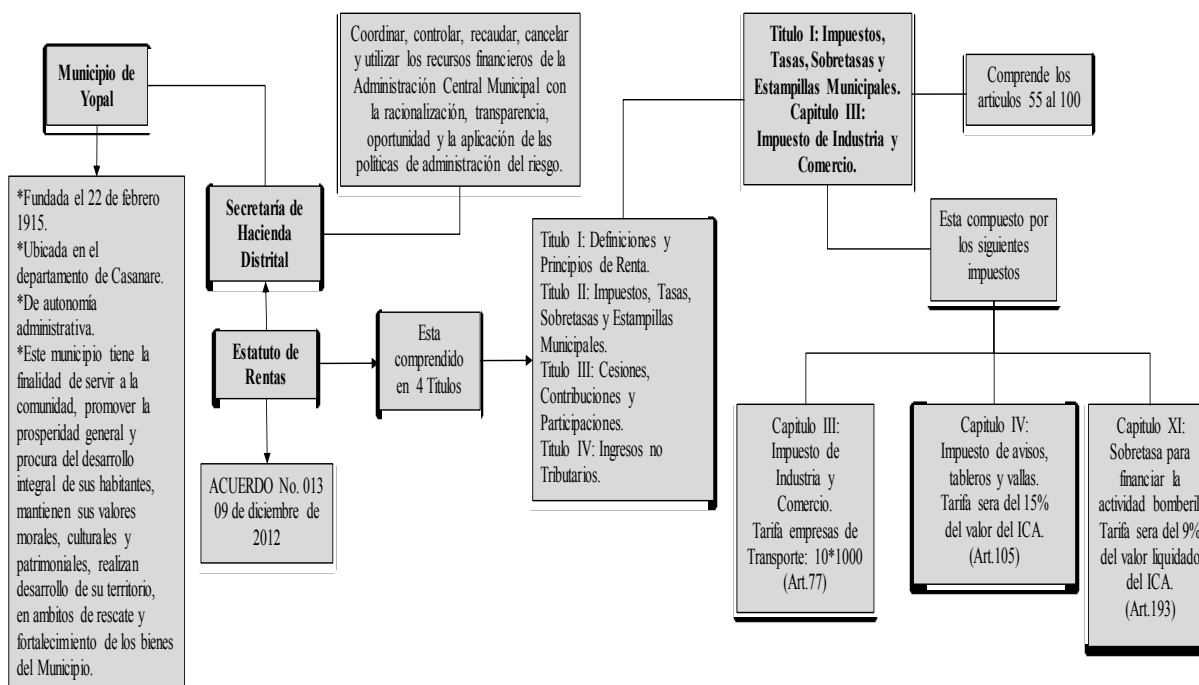 Municipio de
Yopal
*Fundada el 22 de febrero
1915.
*Ubicada en el
departamento de Casanare.
*De autonomía
administrativa.
*Este municipio tiene la
finalidad de servir a la
comunidad, promover la
prosperidad general y
procura del desarrollo
integral de sus habitantes,
mantienen sus valores
morales, culturales y
patrimoniales, realizan
desarrollo de su territorio,
en ambitos de rescate y
fortalecimiento de los bienes
del Municipio.
Coordinar, controlar, recaudar, cancelar
y utilizar los recursos financieros de la
Administración Central Municipal con
la racionalización, transparencia,
oportunidad y la aplicación de las
políticas de administración del riesgo.
Secretaría de
Hacienda
Distrital
Estatuto de
Rentas
ACUERDO No. 013
09 de diciembre de
2012
Esta
comprendido
en 4 Titulos
Titulo I: Definiciones y
Principios de Renta.
Titulo II: Impuestos, Tasas,
Sobretasas y Estampillas
Municipales.
Titulo III: Cesiones,
Contribuciones y
Participaciones.
Titulo IV: Ingresos no
Tributarios.
Titulo I: Impuestos,
Tasas, Sobretasas y
Estampillas Municipales.
Capitulo III:
Impuesto de Industria y
Comercio.
Comprende los
articulos 55 al 100
Esta compuesto por
los siguientes
impuestos
Capitulo III:
Impuesto de
Industria y
Comercio.
Tarifa empresas de
Transporte: 10*1000
(Art.77)
Capitulo IV:
Impuesto de avisos,
tableros y vallas.
Tarifa sera del 15%
del valor del ICA.
(Art.105)
Capitulo XI:
Sobretasa para
financiar la
actividad bomberil
Tarifa sera del 9%
del valor liquidado
del ICA.
(Art.193)